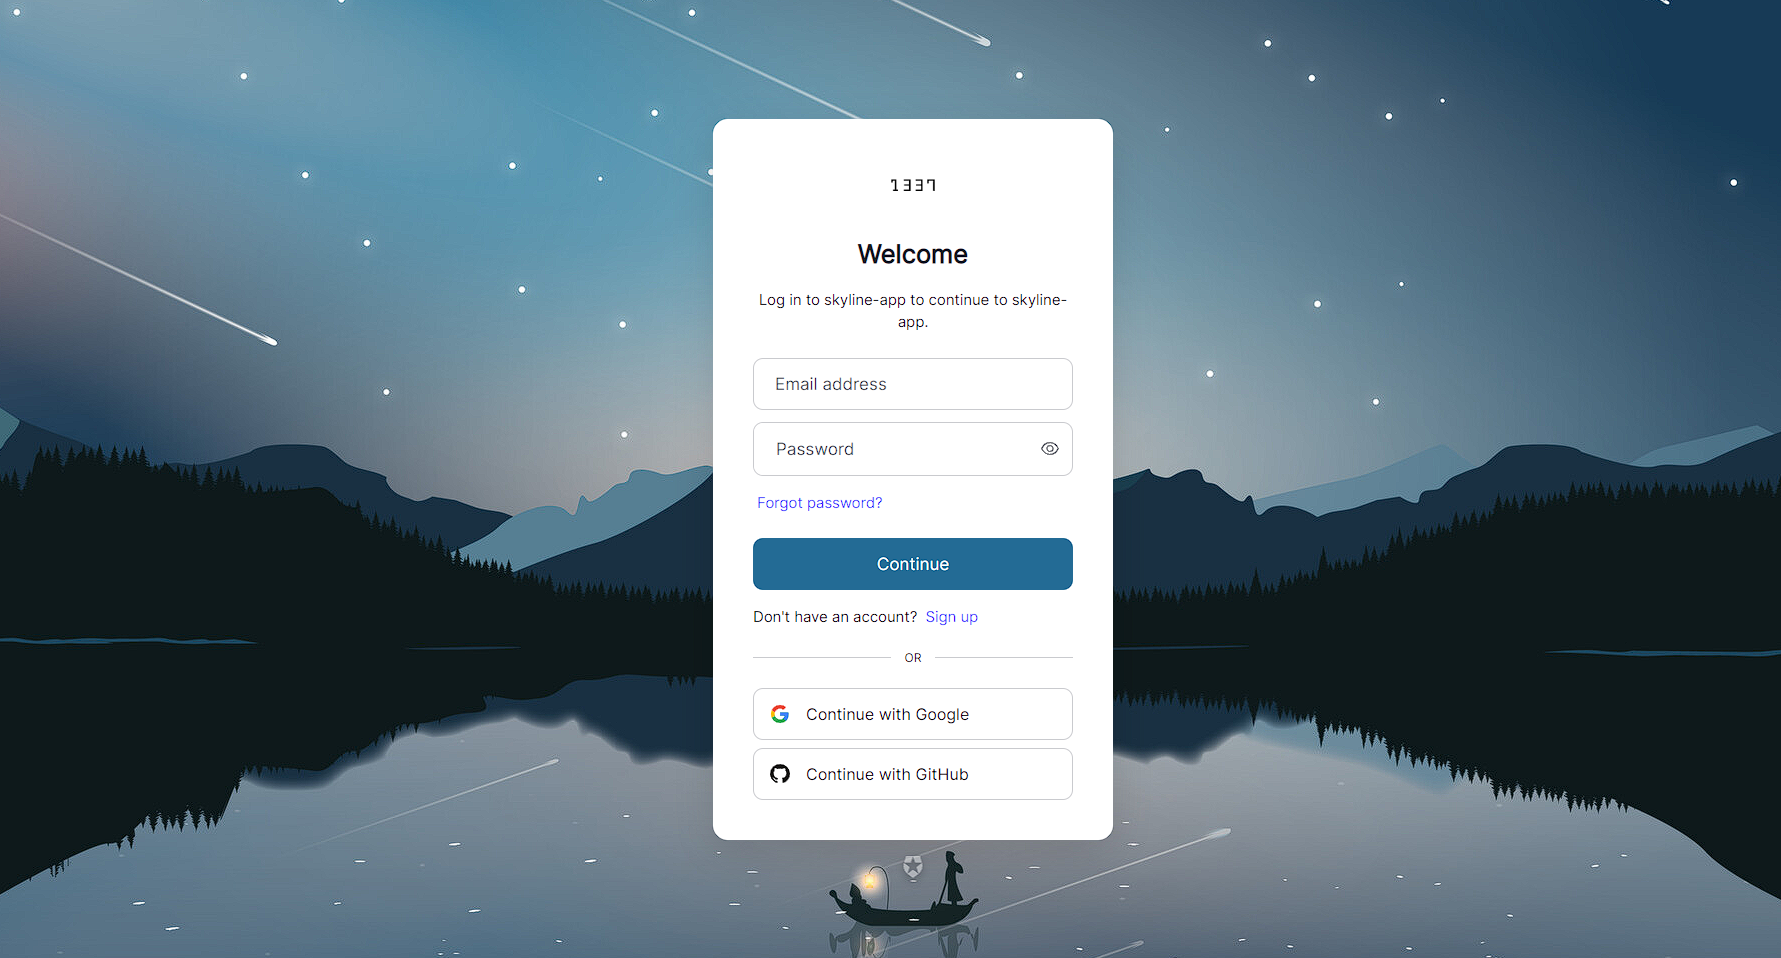 1337
Welcome
Log in to skyline-app to continue to skyline-
app.
Email address
Password
Forgot password?
Continue
Don't have an account? Sign up
OR
Continue with Google
Continue with GitHub